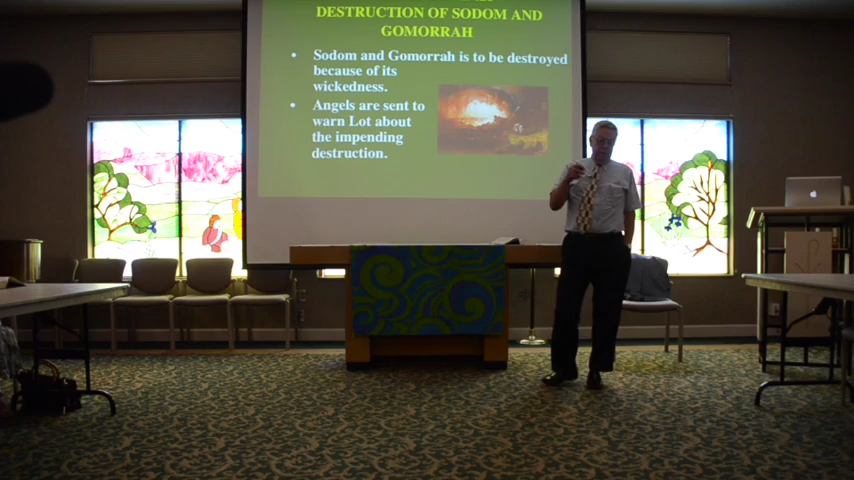 DESTRUCTION OF SODOM AND
GOMORRAH
• Sodom and Gomorrah is to be destroyed
because of its
wickedness.
• Angels are sent to
warn Lot about
the impending
destruction.